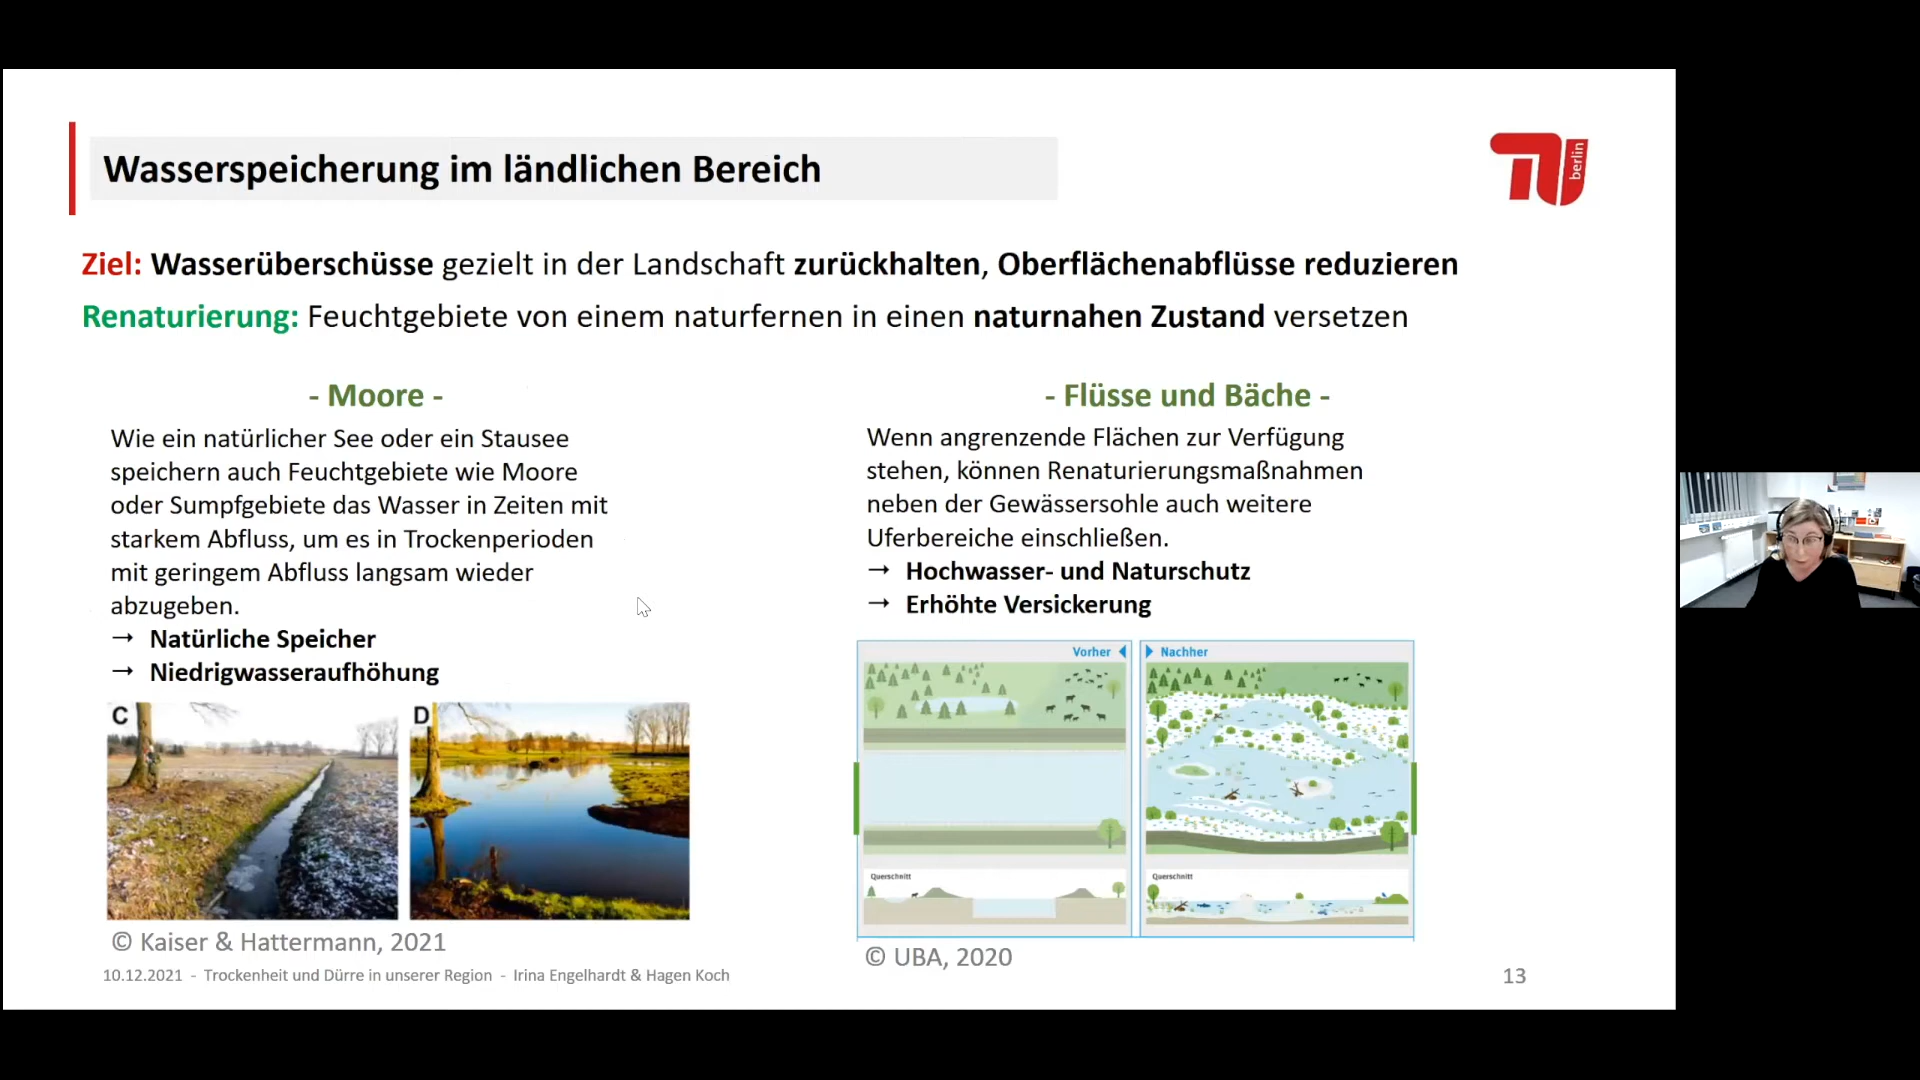 Wasserspeicherung im ländlichen Bereich
TU berlin
Ziel: Wasserüberschüsse gezielt in der Landschaft zurückhalten, Oberflächenabflüsse reduzieren
Renaturierung: Feuchtgebiete von einem naturfernen in einen naturnahen Zustand versetzen
- Moore -
Wie ein natürlicher See oder ein Stausee
speichern auch Feuchtgebiete wie Moore
oder Sumpfgebiete das Wasser in Zeiten mit
starkem Abfluss, um es in Trockenperioden
mit geringem Abfluss langsam wieder
abzugeben.
→ Natürliche Speicher
→ Niedrigwasseraufhöhung
C
D
© Kaiser & Hattermann, 2021
- Flüsse und Bäche -
Wenn angrenzende Flächen zur Verfügung
stehen, können Renaturierungsmaßnahmen
neben der Gewässersohle auch weitere
Uferbereiche einschließen.
→ Hochwasser- und Naturschutz
→ Erhöhte Versickerung
Vorher
Nachher
Querschnitt
Querschnitt
© UBA, 2020
10.12.2021 - Trockenheit und Dürre in unserer Region - Irina Engelhardt & Hagen Koch
13